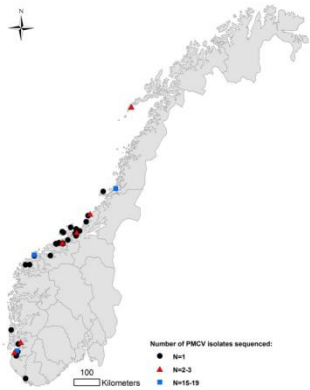 N
Number of PMCV isolates sequenced:
N=1
N=2-3
N=15-19
100
Kilometers